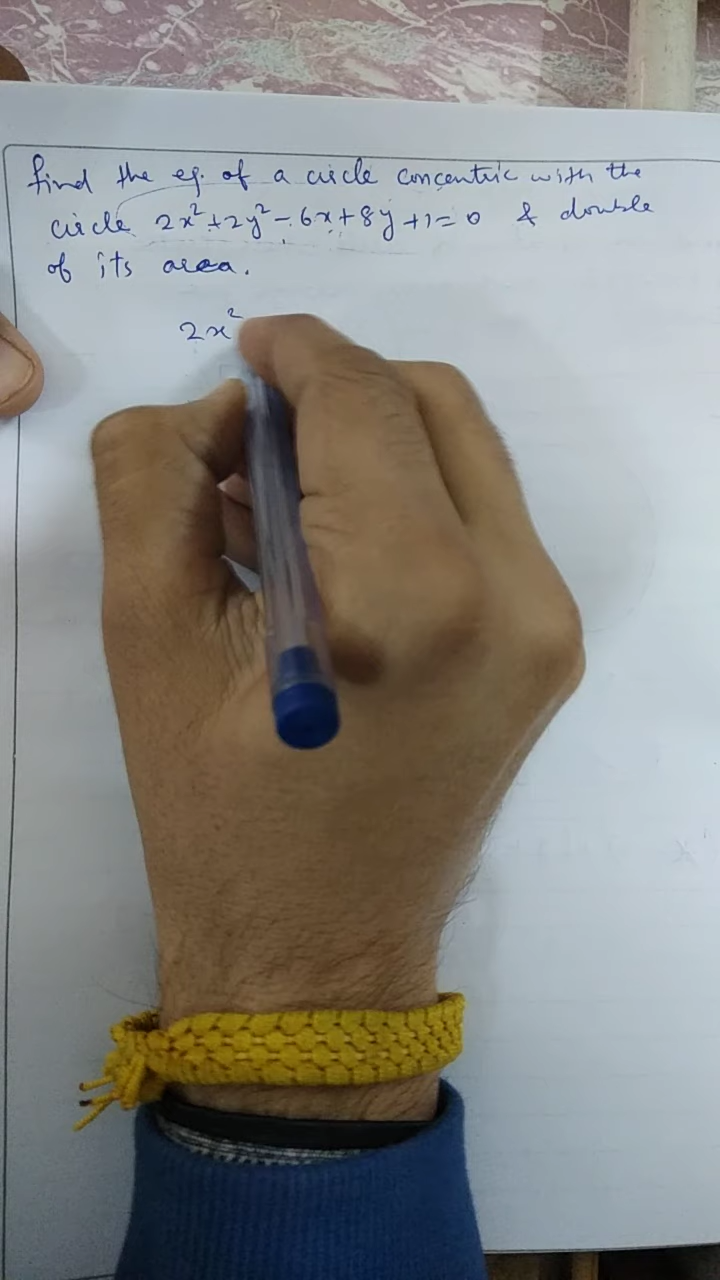 find the eq. of a circle concentric with the
circle 2x²+2y²-6x+8y+1=0 & double
of its area.
2x²